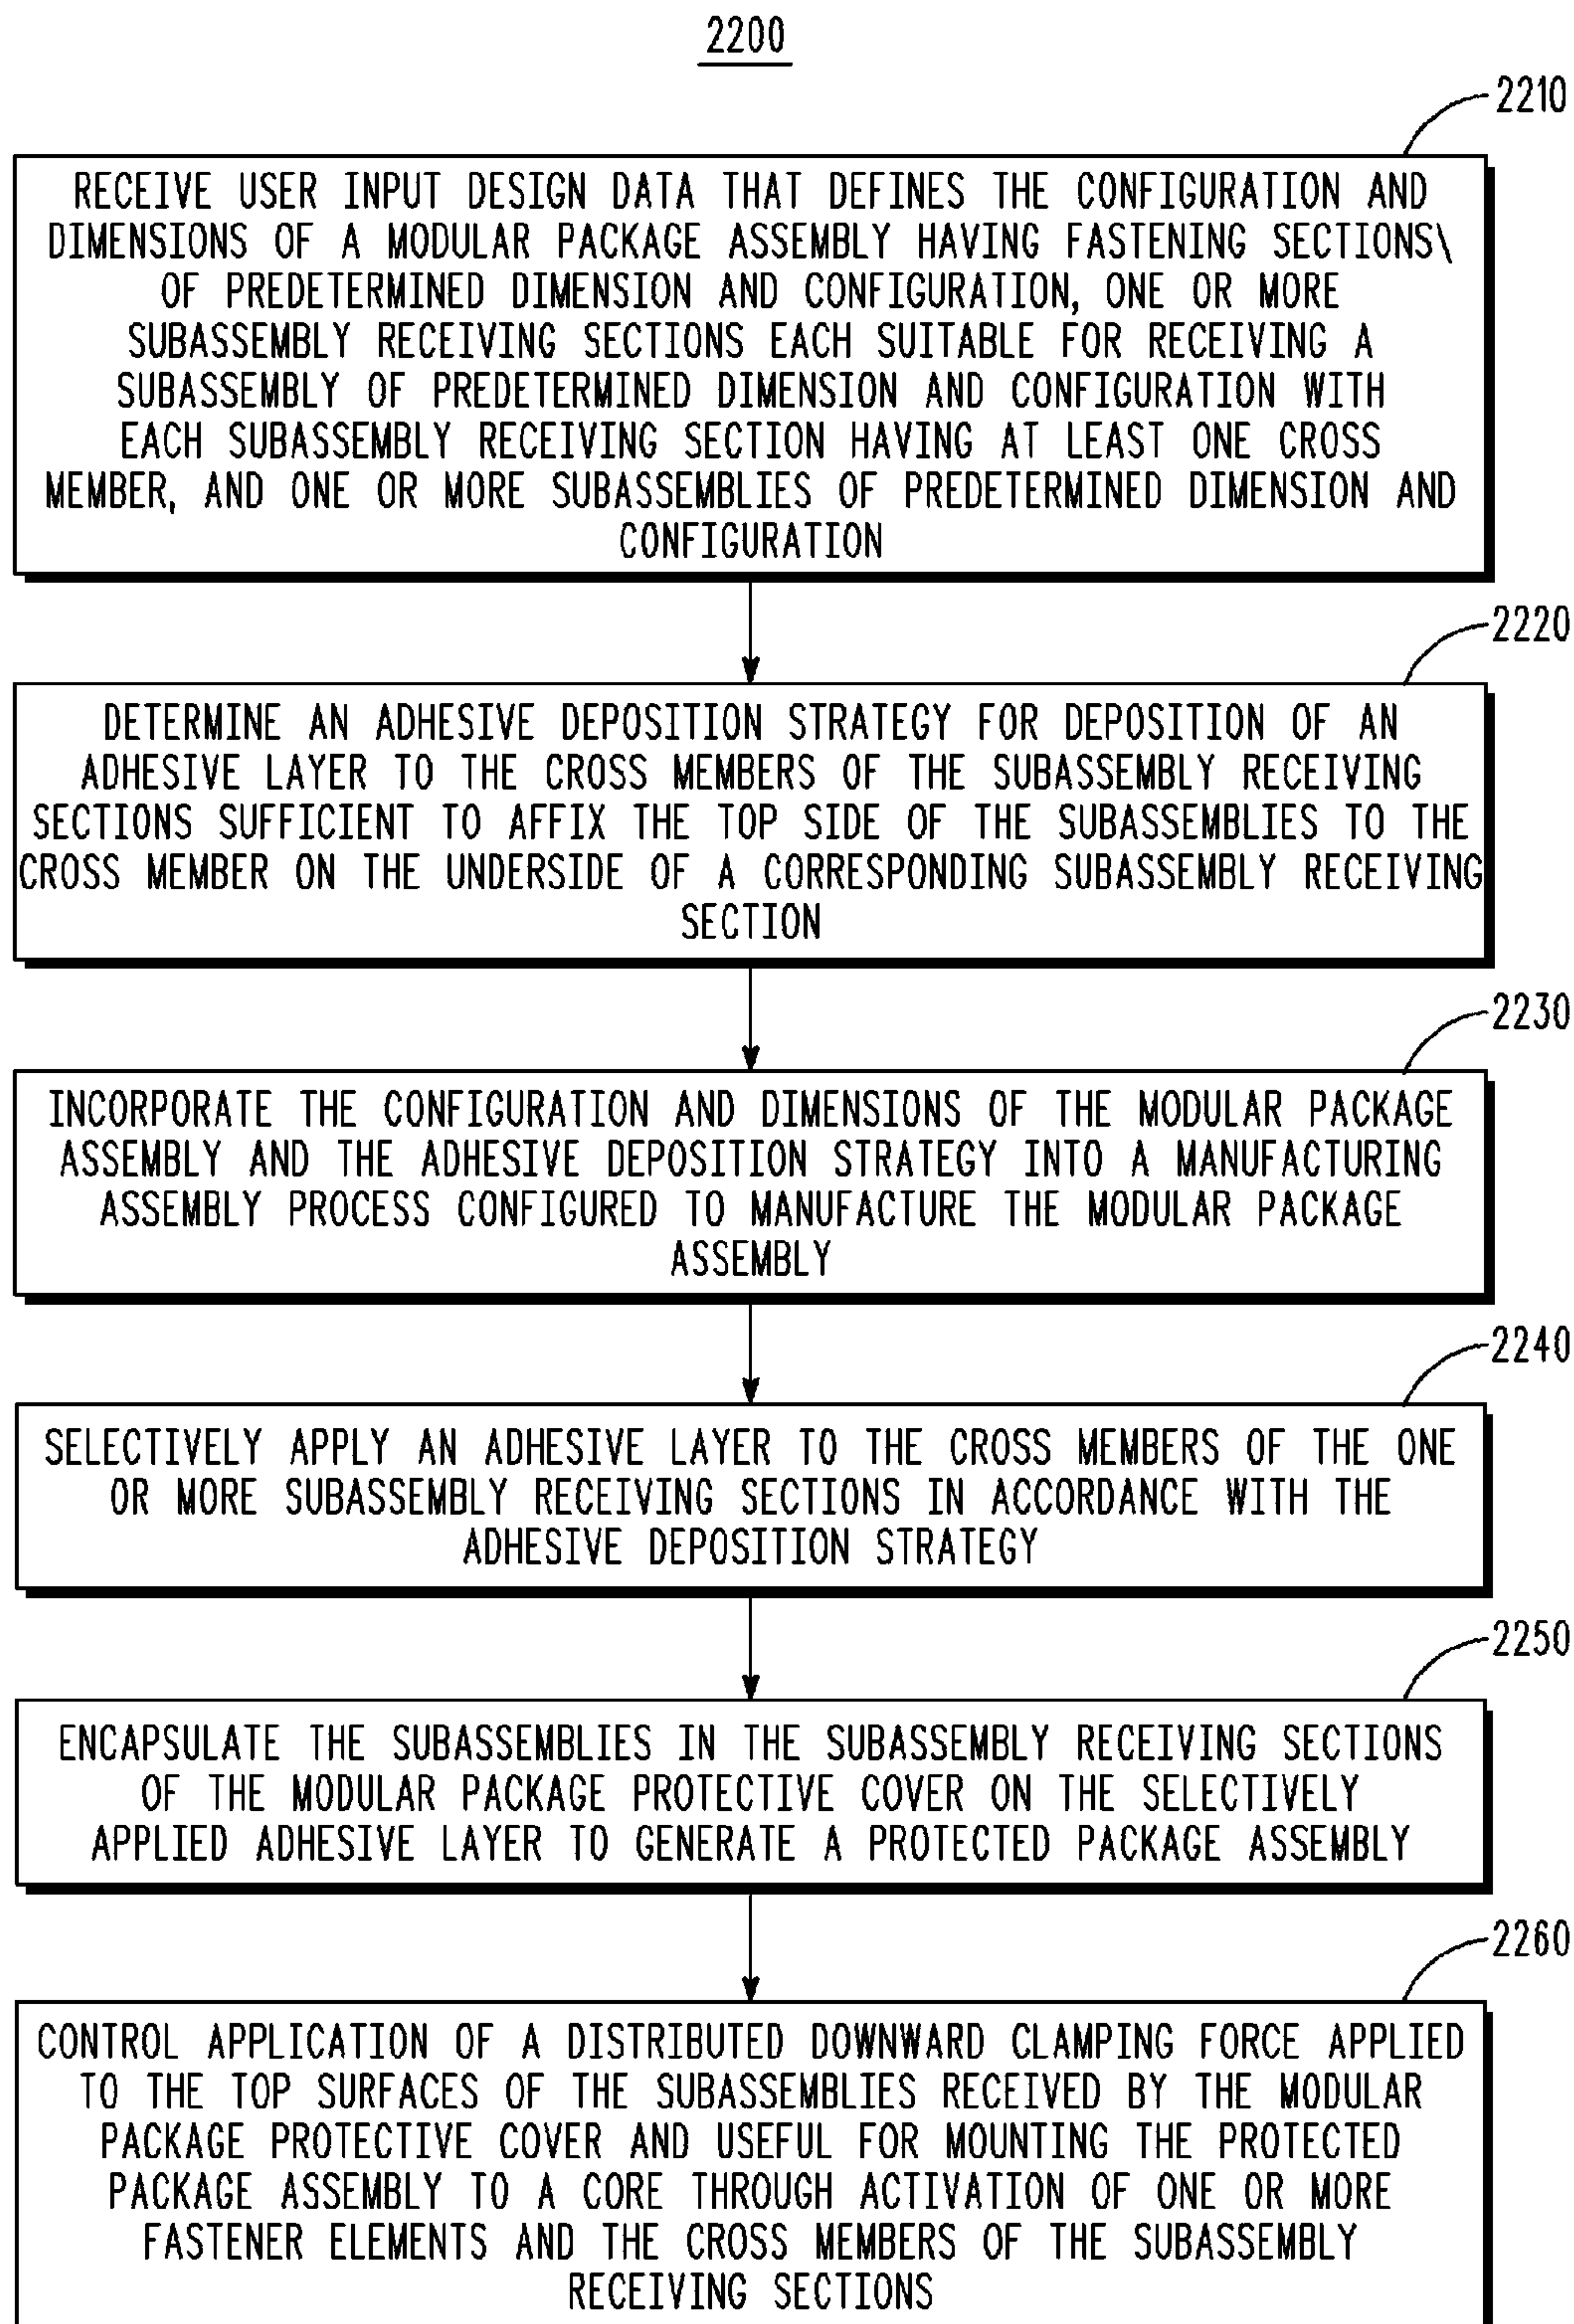 2200
2210
RECEIVE USER INPUT DESIGN DATA THAT DEFINES THE CONFIGURATION AND
DIMENSIONS OF A MODULAR PACKAGE ASSEMBLY HAVING FASTENING SECTIONS\
OF PREDETERMINED DIMENSION AND CONFIGURATION, ONE OR MORE
SUBASSEMBLY RECEIVING SECTIONS EACH SUITABLE FOR RECEIVING A
SUBASSEMBLY OF PREDETERMINED DIMENSION AND CONFIGURATION WITH
EACH SUBASSEMBLY RECEIVING SECTION HAVING AT LEAST ONE CROSS
MEMBER, AND ONE OR MORE SUBASSEMBLIES OF PREDETERMINED DIMENSION AND
CONFIGURATION
2220
DETERMINE AN ADHESIVE DEPOSITION STRATEGY FOR DEPOSITION OF AN
ADHESIVE LAYER TO THE CROSS MEMBERS OF THE SUBASSEMBLY RECEIVING
SECTIONS SUFFICIENT TO AFFIX THE TOP SIDE OF THE SUBASSEMBLIES TO THE
CROSS MEMBER ON THE UNDERSIDE OF A CORRESPONDING SUBASSEMBLY RECEIVING
SECTION
2230
INCORPORATE THE CONFIGURATION AND DIMENSIONS OF THE MODULAR PACKAGE
ASSEMBLY AND THE ADHESIVE DEPOSITION STRATEGY INTO A MANUFACTURING
ASSEMBLY PROCESS CONFIGURED TO MANUFACTURE THE MODULAR PACKAGE
ASSEMBLY
2240
SELECTIVELY APPLY AN ADHESIVE LAYER TO THE CROSS MEMBERS OF THE ONE
OR MORE SUBASSEMBLY RECEIVING SECTIONS IN ACCORDANCE WITH THE
ADHESIVE DEPOSITION STRATEGY
2250
ENCAPSULATE THE SUBASSEMBLIES IN THE SUBASSEMBLY RECEIVING SECTIONS
OF THE MODULAR PACKAGE PROTECTIVE COVER ON THE SELECTIVELY
APPLIED ADHESIVE LAYER TO GENERATE A PROTECTED PACKAGE ASSEMBLY
2260
CONTROL APPLICATION OF A DISTRIBUTED DOWNWARD CLAMPING FORCE APPLIED
TO THE TOP SURFACES OF THE SUBASSEMBLIES RECEIVED BY THE MODULAR
PACKAGE PROTECTIVE COVER AND USEFUL FOR MOUNTING THE PROTECTED
PACKAGE ASSEMBLY TO A CORE THROUGH ACTIVATION OF ONE OR MORE
FASTENER ELEMENTS AND THE CROSS MEMBERS OF THE SUBASSEMBLY
RECEIVING SECTIONS